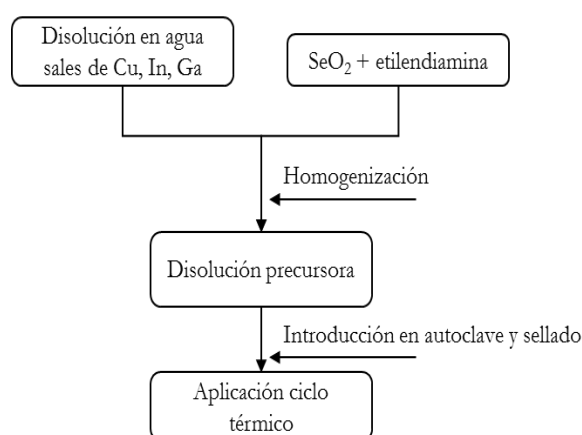 Disolución en agua
sales de Cu, In, Ga
SeO₂ + etilendiamina
Homogenización
Disolución precursora
Introducción en autoclave y sellado
Aplicación ciclo
térmico